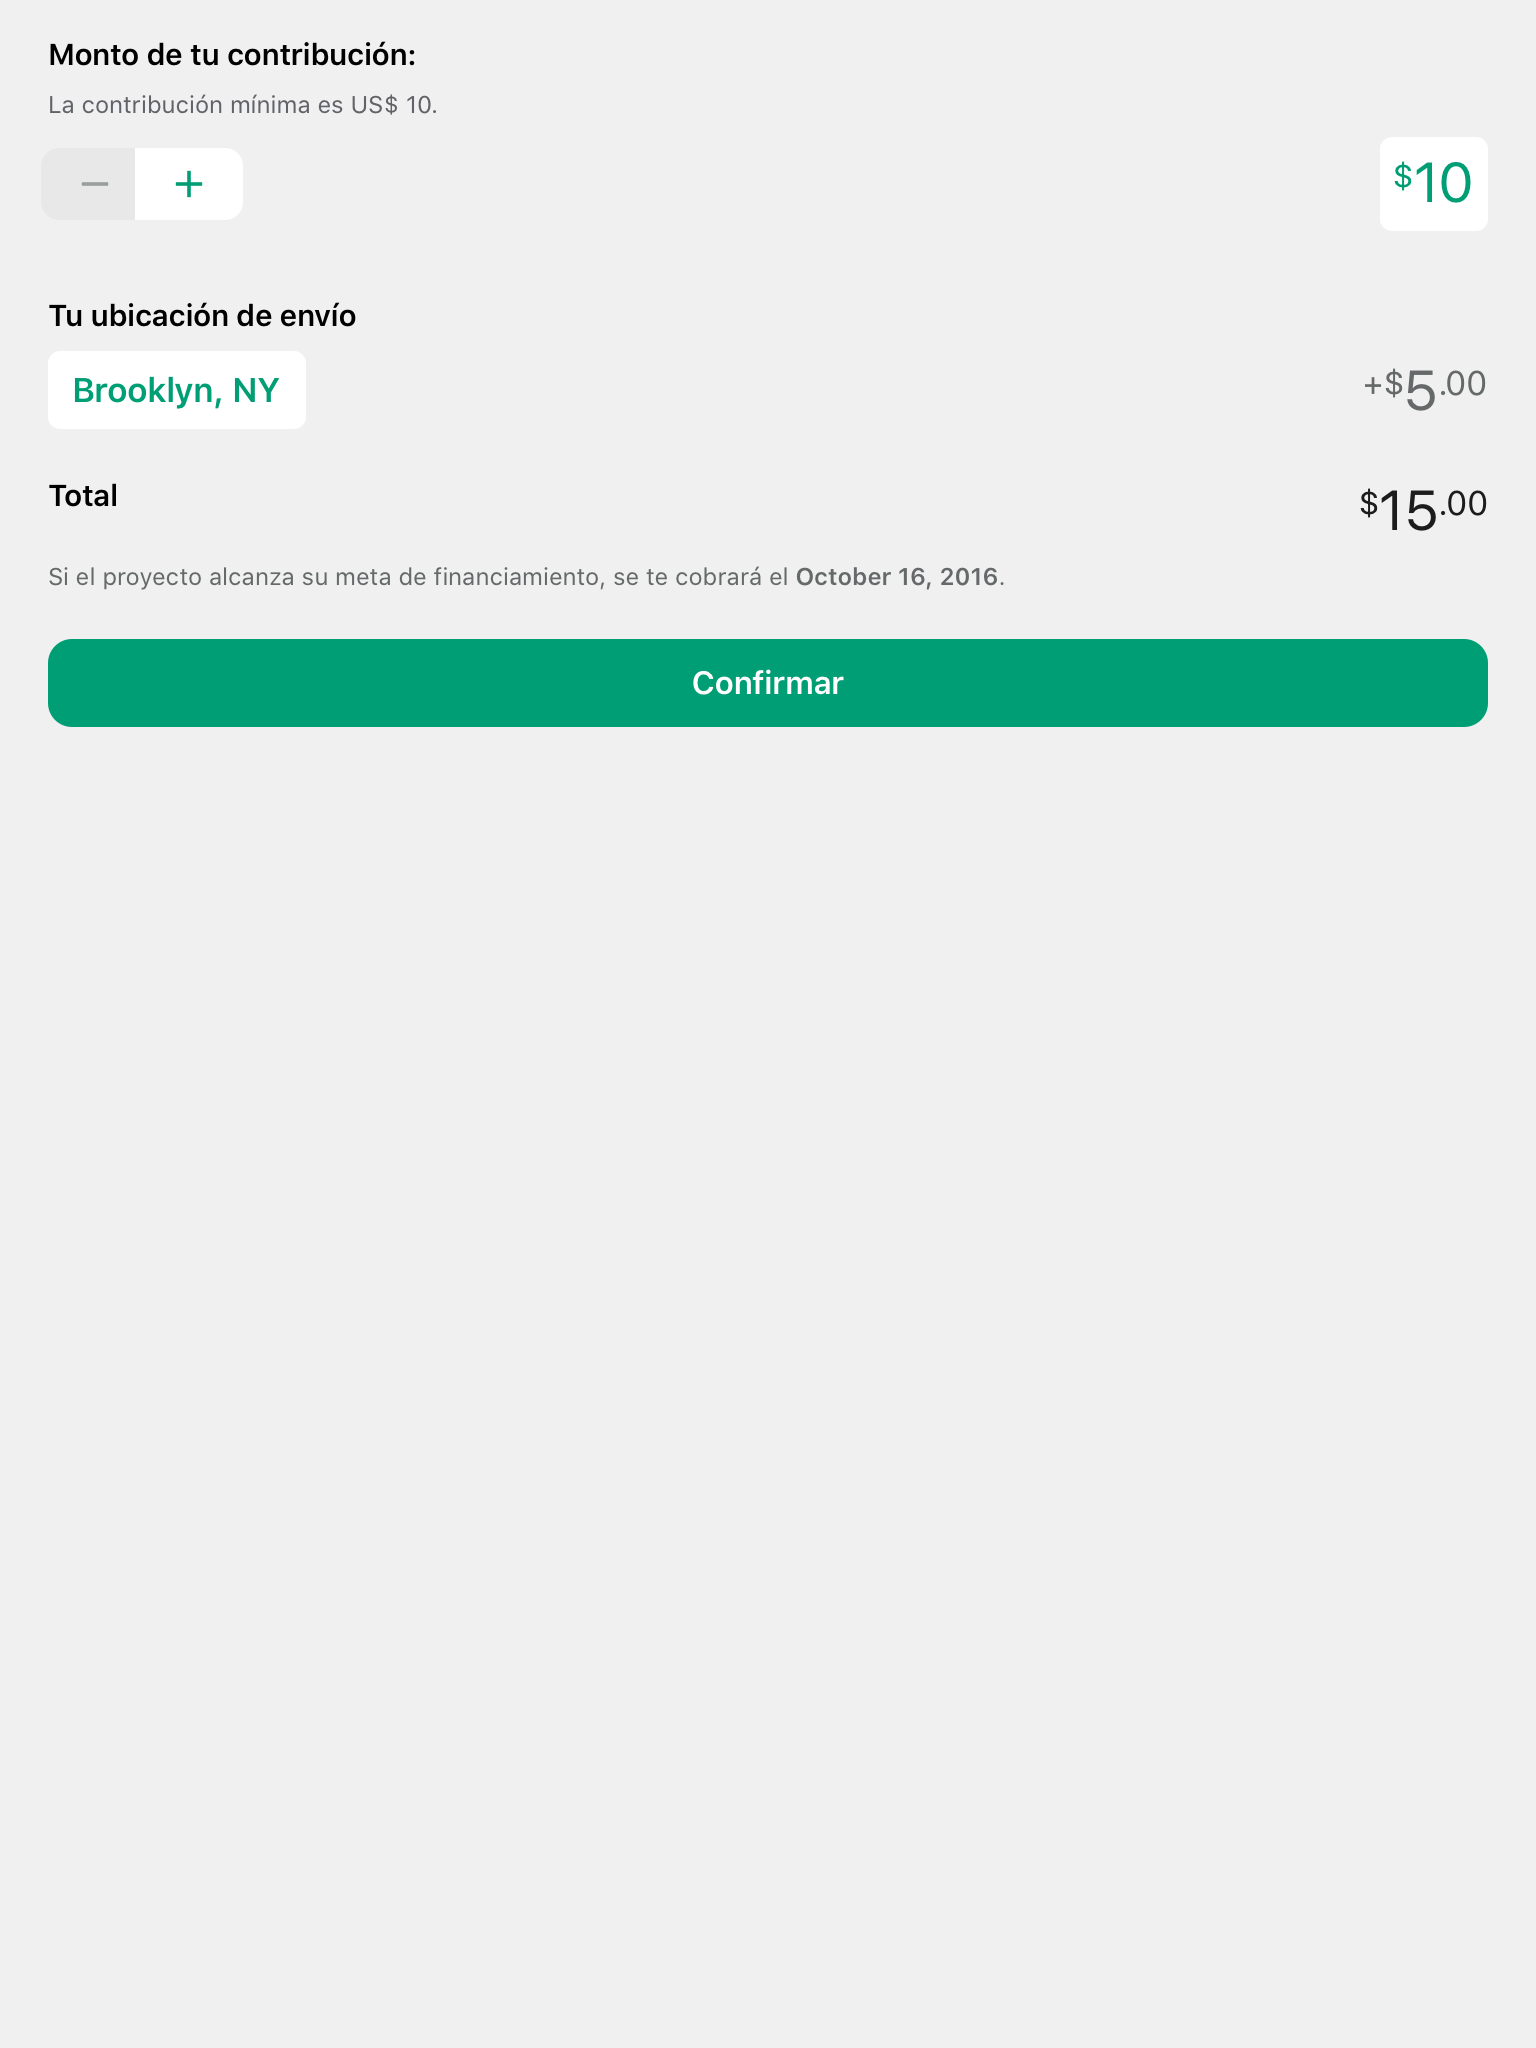 Monto de tu contribución:
La contribución mínima es US$ 10.
− +
$10
Tu ubicación de envío
Brooklyn, NY
+$5.00
Total
$15.00
Si el proyecto alcanza su meta de financiamiento, se te cobrará el October 16, 2016.
Confirmar